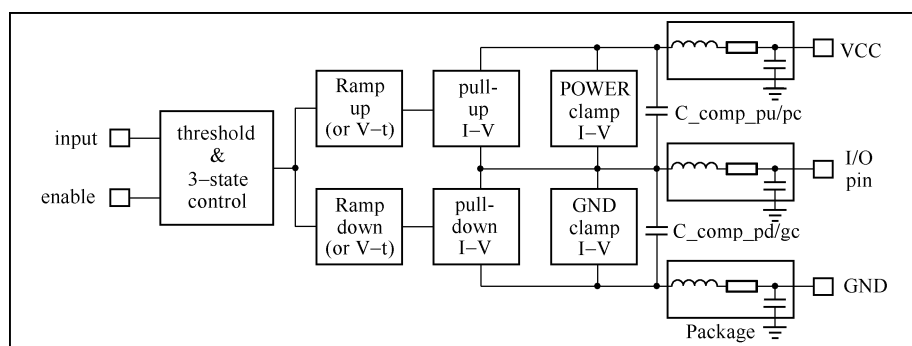 input
enable
threshold
&
3−state
control
Ramp
up
(or V−t)
Ramp
down
(or V−t)
pull-
up
I−V
pull-
down
I−V
POWER
clamp
I−V
GND
clamp
I−V
C_comp_pu/pc
C_comp_pd/gc
VCC
I/O
pin
GND
Package